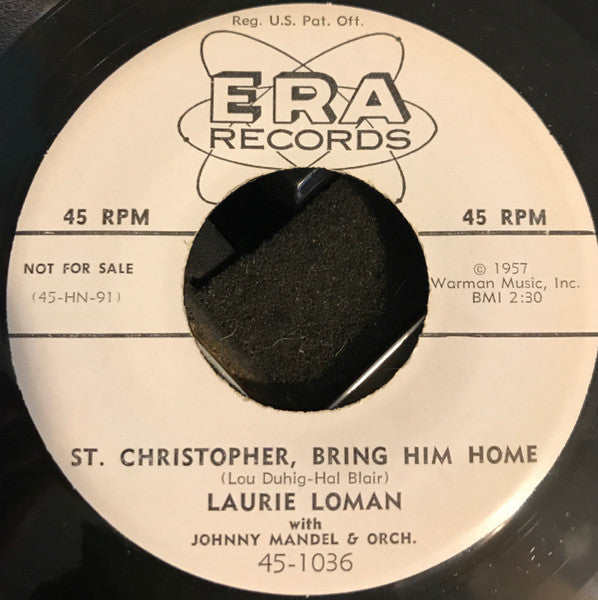 Reg. U.S. Pat. Off.
ERA
RECORDS
45 RPM
45 RPM
NOT FOR SALE
(45-HN-91)
© 1957
Warman Music, Inc.
BMI 2:30
ST. CHRISTOPHER, BRING HIM HOME
(Lou Duhig-Hal Blair)
LAURIE LOMAN
with
JOHNNY MANDEL & ORCH.
45-1036